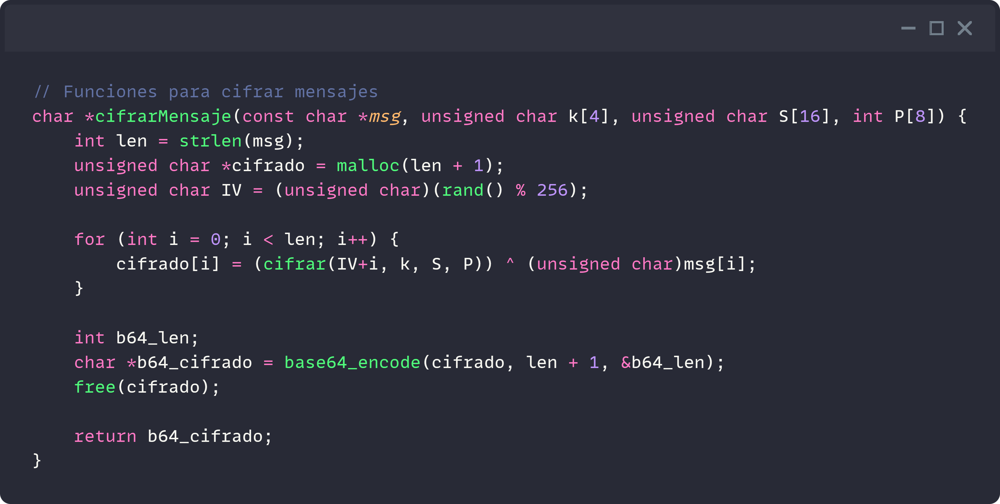 // Funciones para cifrar mensajes
char *cifrarMensaje(const char *msg, unsigned char k[4], unsigned char S[16], int P[8]) {
    int len = strlen(msg);
    unsigned char *cifrado = malloc(len + 1);
    unsigned char IV = (unsigned char)(rand() % 256);

    for (int i = 0; i < len; i++) {
        cifrado[i] = (cifrar(IV+i, k, S, P)) ^ (unsigned char)msg[i];
    }

    int b64_len;
    char *b64_cifrado = base64_encode(cifrado, len + 1, &b64_len);
    free(cifrado);

    return b64_cifrado;
}